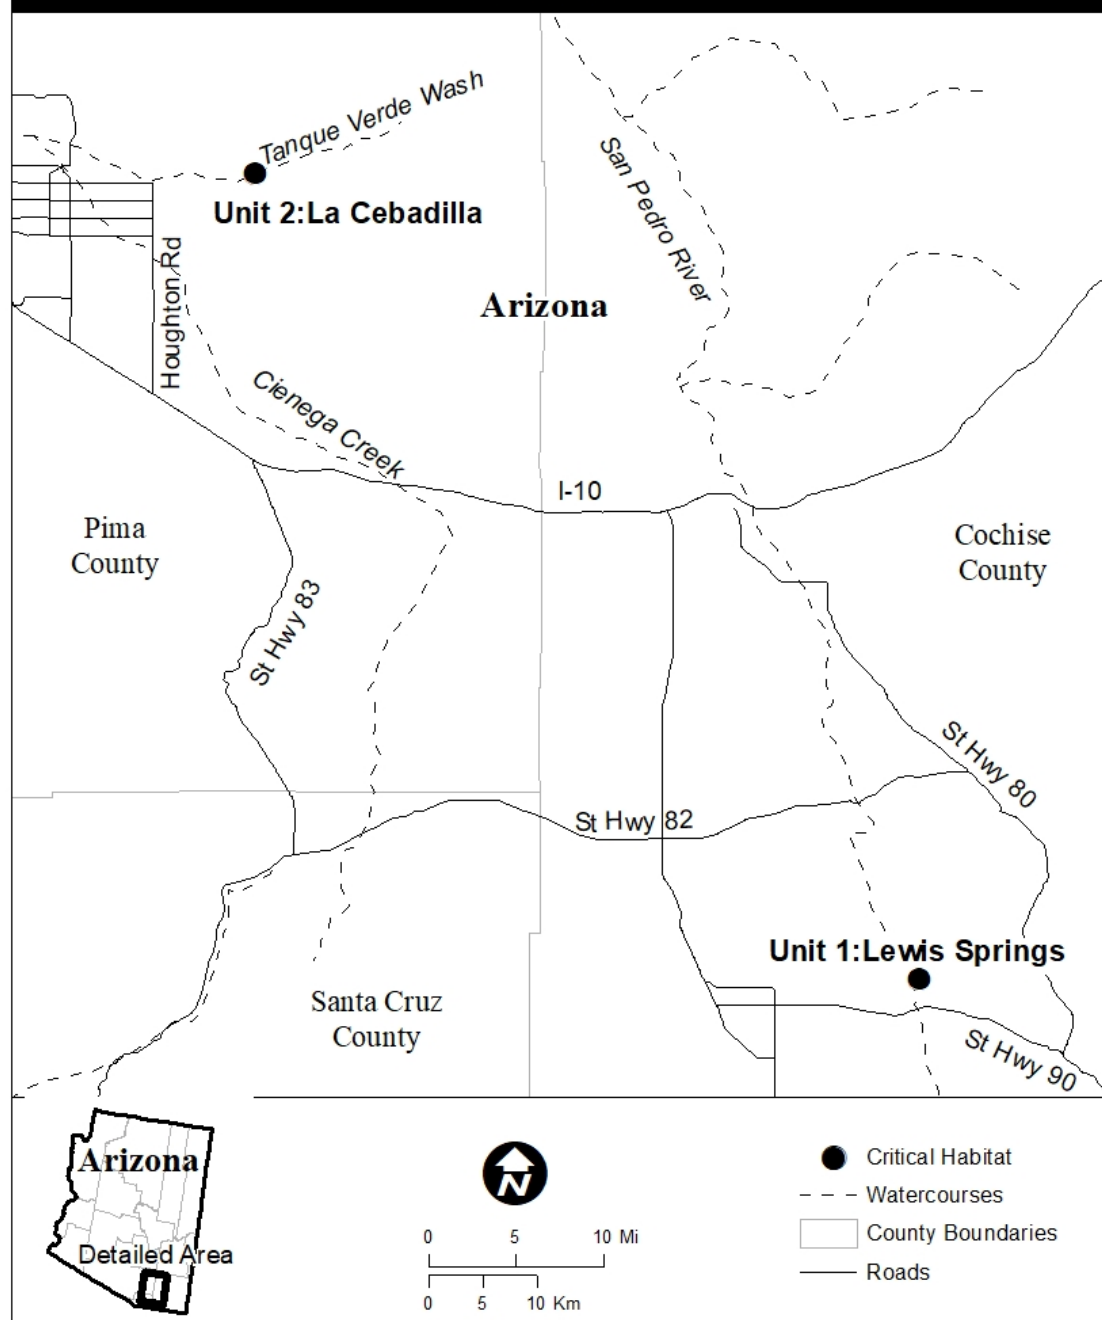 Tanque Verde Wash
Unit 2:La Cebadilla
San Pedro River
Houghton Rd
Arizona
Cienega Creek
I-10
Pima
County
Cochise
County
St Hwy 83
St Hwy 80
St Hwy 82
Unit 1:Lewis Springs
Santa Cruz
County
St Hwy 90
Arizona
Detailed Area
N
0 5 10 Mi
0 5 10 Km
Critical Habitat
Watercourses
County Boundaries
Roads